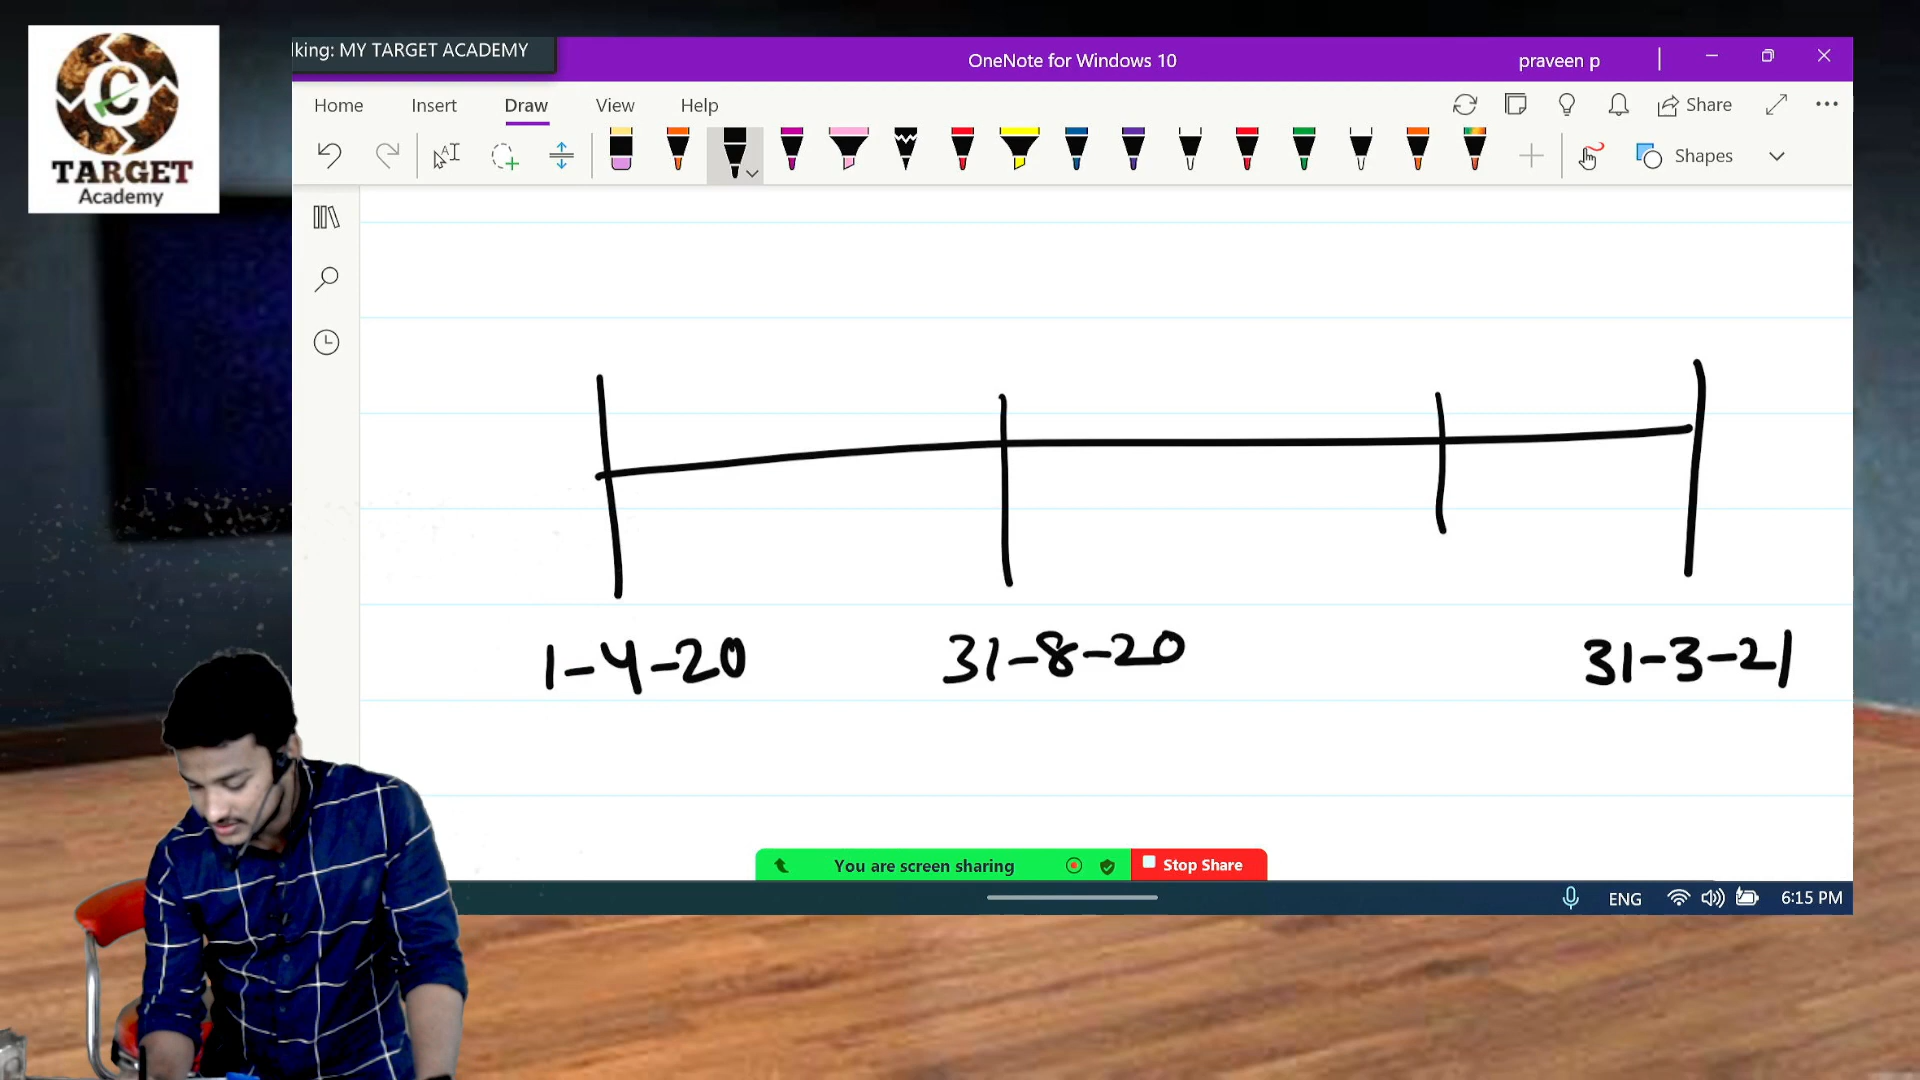 TARGET
Academy
lking: MY TARGET ACADEMY
OneNote for Windows 10
praveen p
Home Insert Draw View Help
Share
Shapes
1-4-20 31-8-20 31-3-21
You are screen sharing
Stop Share
ENG
6:15 PM